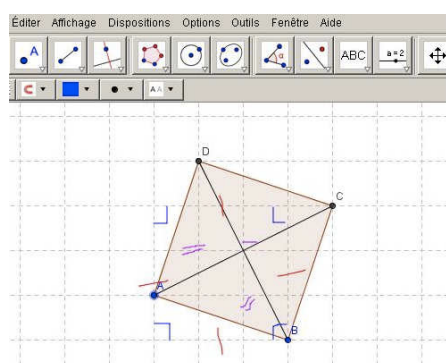 Éditer Affichage Dispositions Options Outils Fenêtre Aide
A α ABC a=2
A A
D
C
A
B